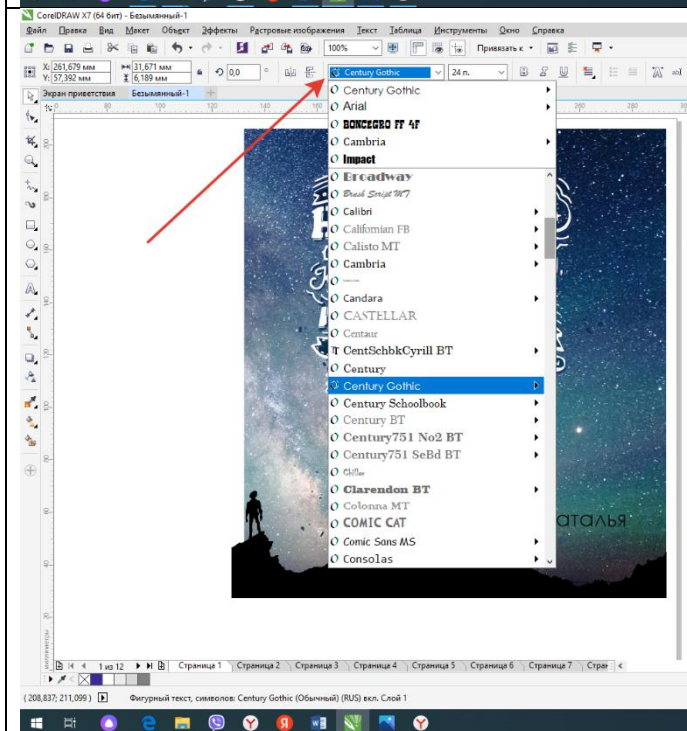 CorelDRAW X7 (64 бит) - Безымянный-1
Файл Правка Вид Макет Объект Эффекты Растровые изображения Текст Таблица Инструменты Окно Справка
100% Привязать к
X: 261,679 мм 31,671 мм 0,0 ° Century Gothic 24 п.
Y: 57,392 мм 6,189 мм
Экран приветствия Безымянный-1
Century Gothic
Arial
BONCEGRO FF 4F
Cambria
Impact
Broadway
Brush Script MT
Calibri
Californian FB
Calisto MT
Cambria
Candara
CASTELLAR
Centaur
CentSchbkCyrill BT
Century
Century Gothic
Century Schoolbook
Century BT
Century751 No2 BT
Century751 SeBd BT
Chiller
Clarendon BT
Colonna MT
COMIC CAT
аталья
Comic Sans MS
Consolas
миллиметры
1 из 12 Страница 1 Страница 2 Страница 3 Страница 4 Страница 5 Страница 6 Страница 7 Стран
(208,837; 211,099) Фигурный текст, символов: Century Gothic (Обычный) (RUS) вкл. Слой 1